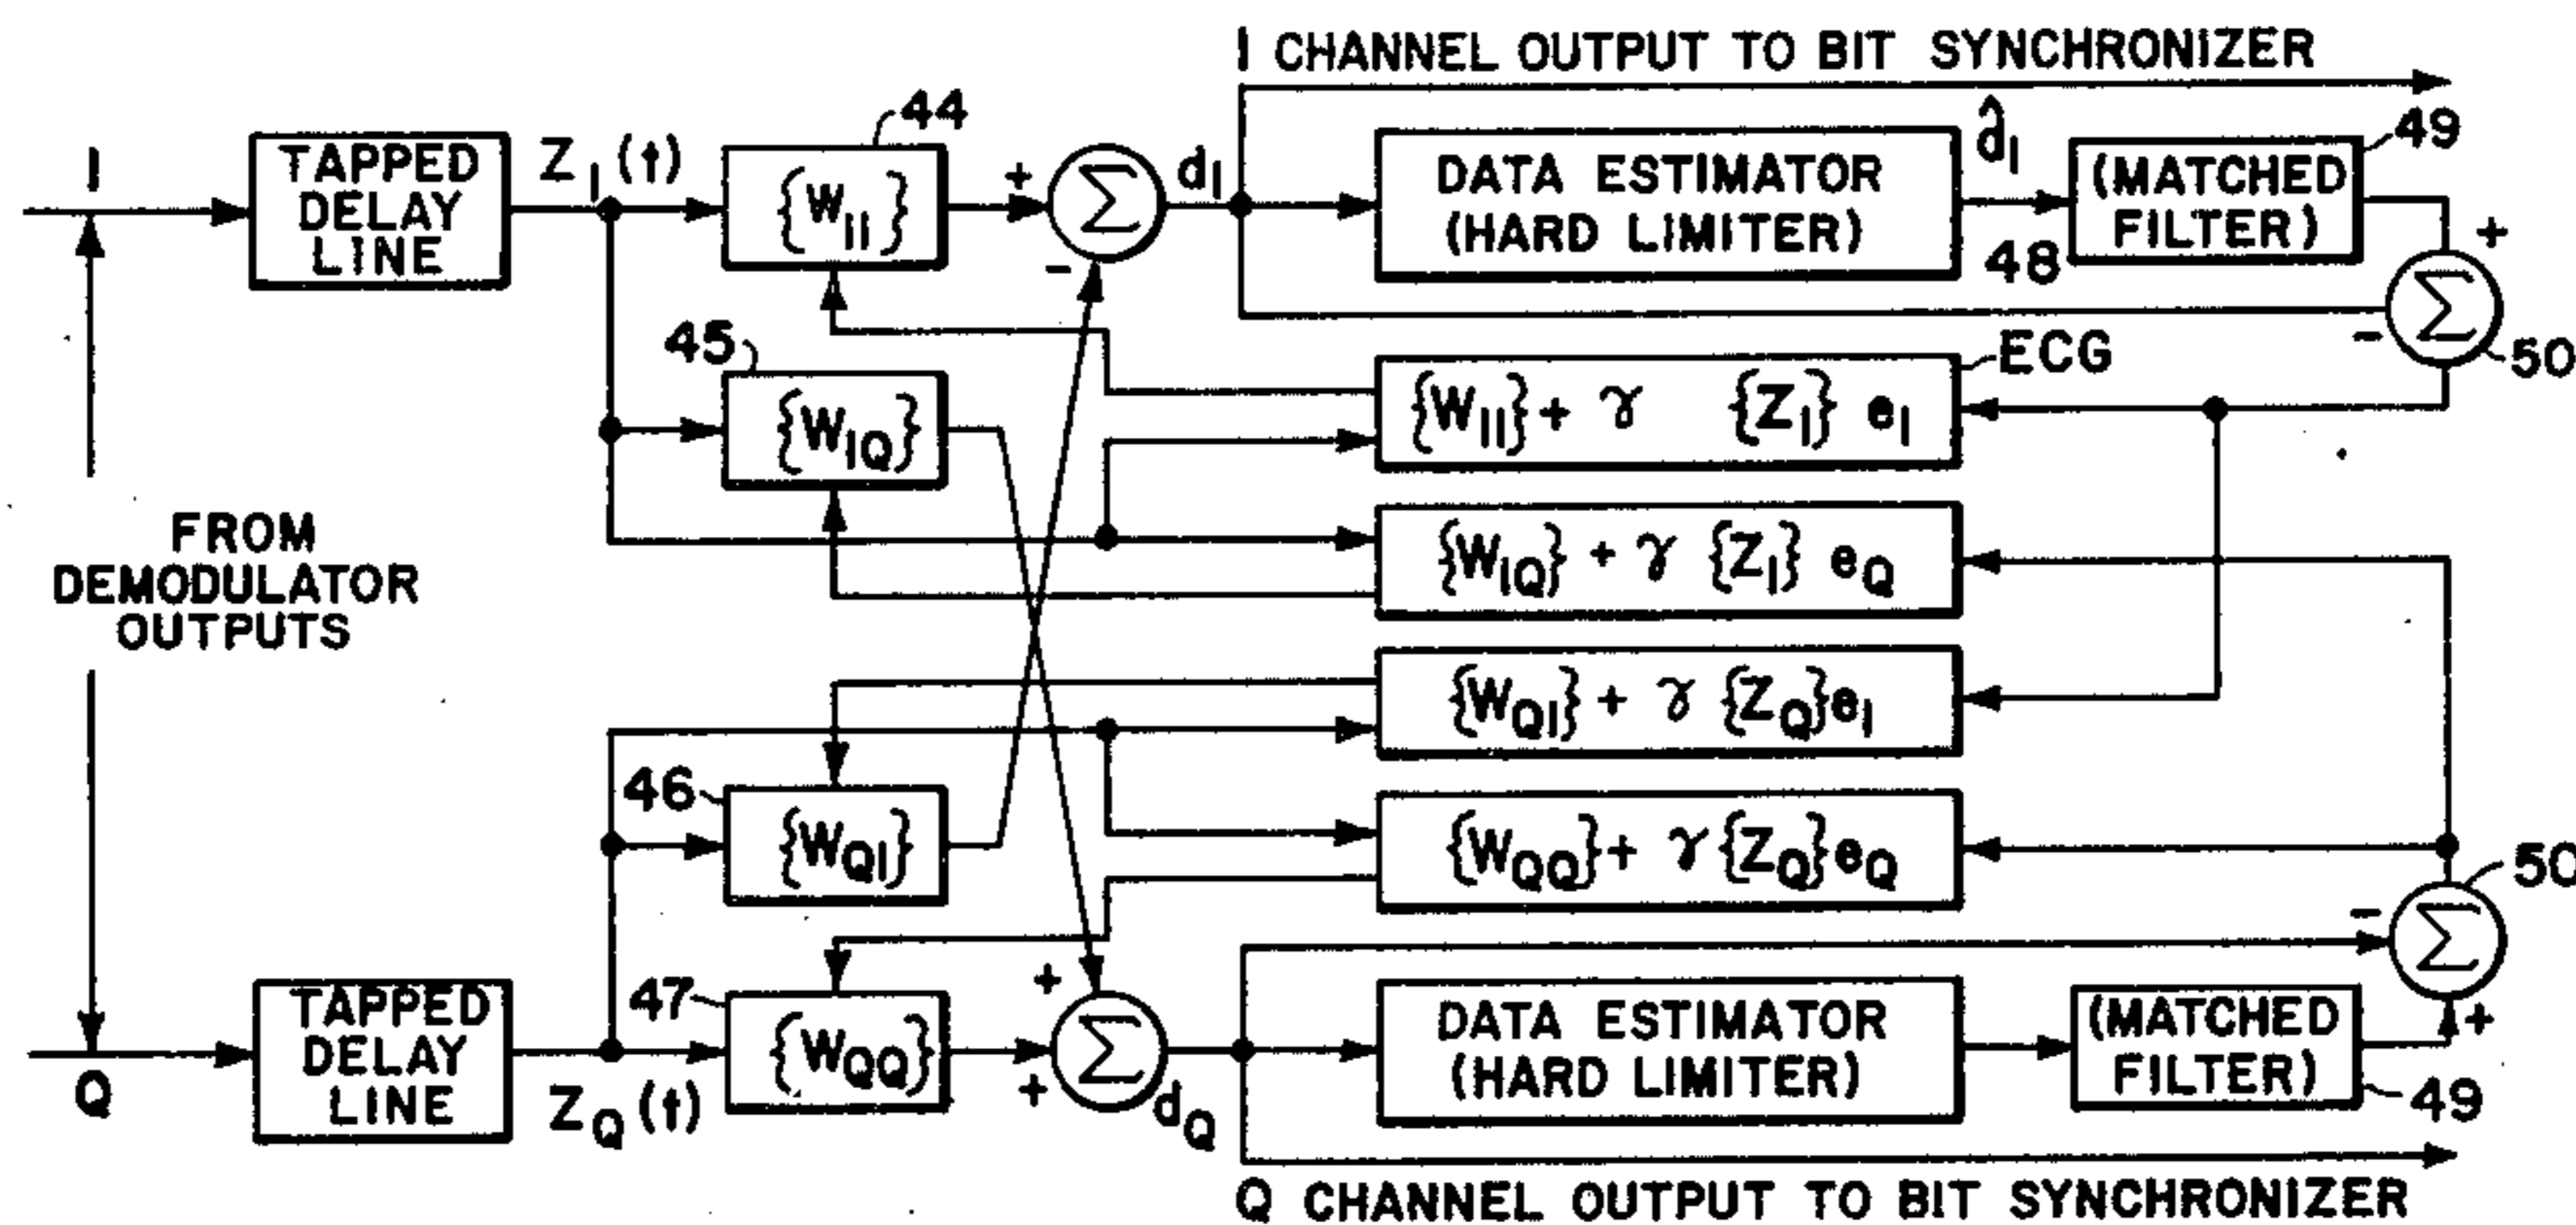 I CHANNEL OUTPUT TO BIT SYNCHRONIZER
I
TAPPED
DELAY
LINE
Z_I(t)
44
{W_II}
+
-
Σ
d_I
DATA ESTIMATOR
(HARD LIMITER)
d̂_I
48
(MATCHED
FILTER)
49
+
-
Σ
50
45
{W_IQ}
ECG
{W_II} + γ {Z_I} e_I
{W_IQ} + γ {Z_I} e_Q
FROM
DEMODULATOR
OUTPUTS
{W_QI} + γ {Z_Q} e_I
46
{W_QI}
{W_QQ} + γ {Z_Q} e_Q
50
-
Σ
+
Q
TAPPED
DELAY
LINE
Z_Q(t)
47
{W_QQ}
+
+
Σ
d_Q
DATA ESTIMATOR
(HARD LIMITER)
(MATCHED
FILTER)
49
Q CHANNEL OUTPUT TO BIT SYNCHRONIZER